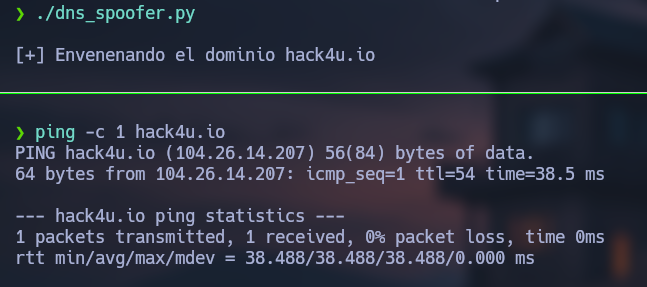 ❯ ./dns_spoofer.py
[+] Envenenando el dominio hack4u.io
❯ ping -c 1 hack4u.io
PING hack4u.io (104.26.14.207) 56(84) bytes of data.
64 bytes from 104.26.14.207: icmp_seq=1 ttl=54 time=38.5 ms
--- hack4u.io ping statistics ---
1 packets transmitted, 1 received, 0% packet loss, time 0ms
rtt min/avg/max/mdev = 38.488/38.488/38.488/0.000 ms